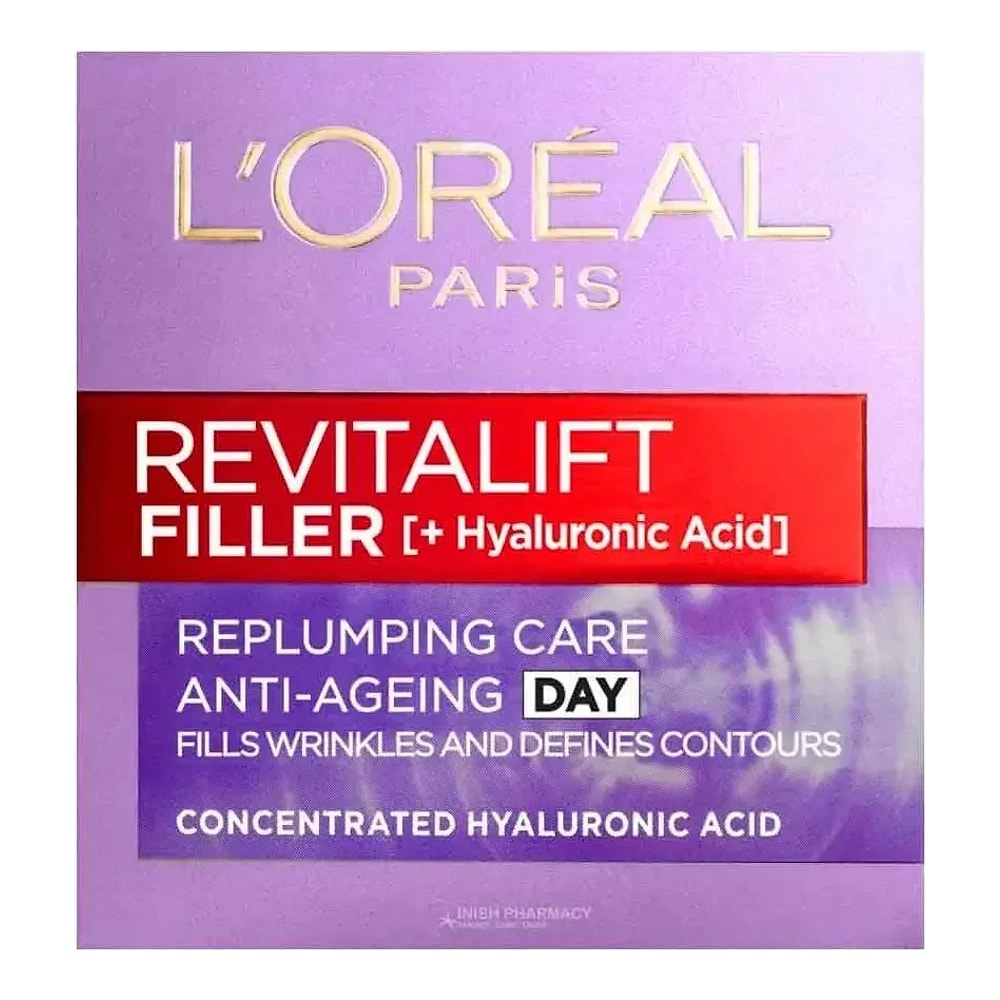 L'ORÉAL
PARiS
REVITALIFT
FILLER [+ Hyaluronic Acid]
REPLUMPING CARE
ANTI-AGEING DAY
FILLS WRINKLES AND DEFINES CONTOURS
CONCENTRATED HYALURONIC ACID
INISH PHARMACY